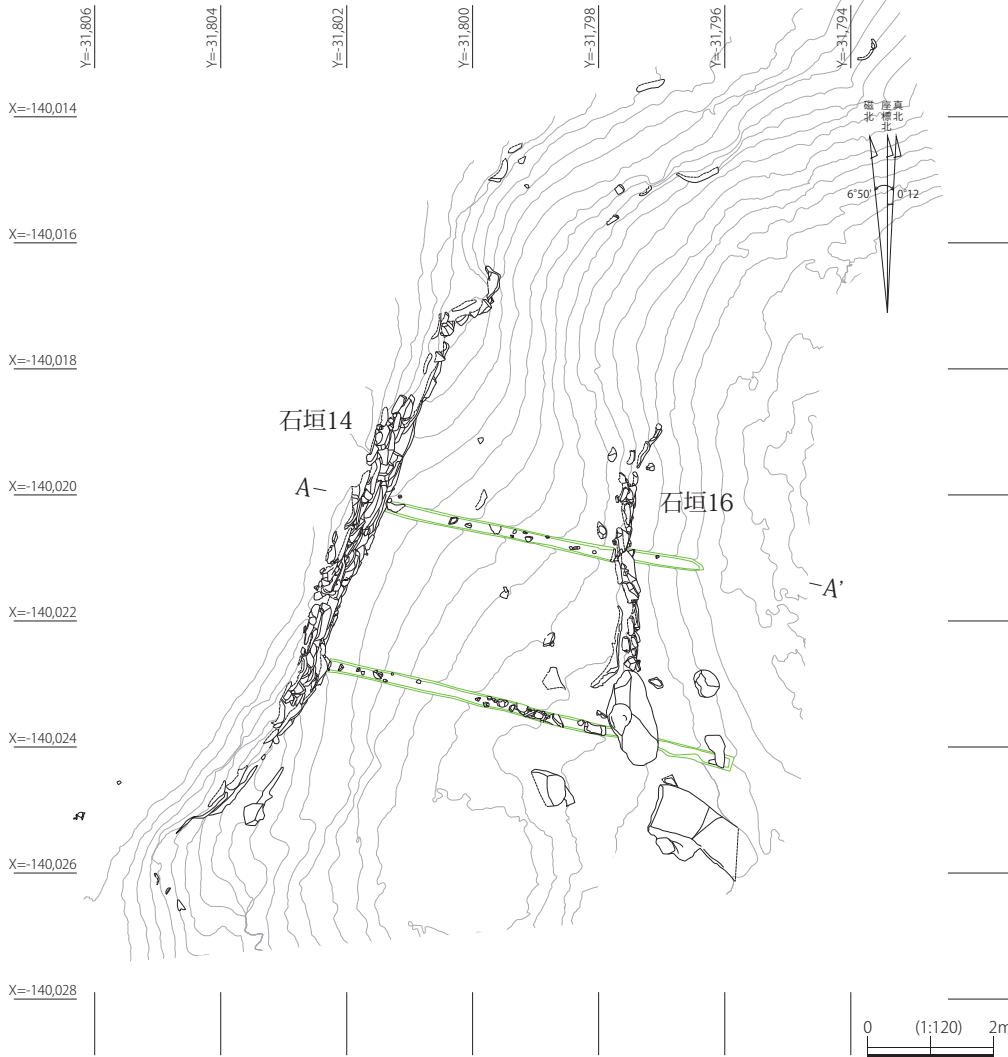 Y=-31,806
Y=-31,804
Y=-31,802
Y=-31,800
Y=-31,798
Y=-31,796
Y=-31,794
X=-140,014
磁北
座標北
真北
6°50'
0°12
X=-140,016
X=-140,018
石垣14
A
X=-140,020
石垣16
A'
X=-140,022
X=-140,024
X=-140,026
X=-140,028
0 (1:120) 2m